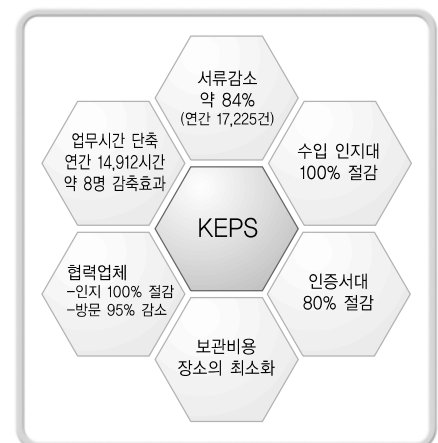 서류감소
약 84%
(연간 17,225건)
업무시간 단축
연간 14,912시간
약 8명 감축효과
수입 인지대
100% 절감
KEPS
협력업체
-인지 100% 절감
-방문 95% 감소
인증서대
80% 절감
보관비용
장소의 최소화